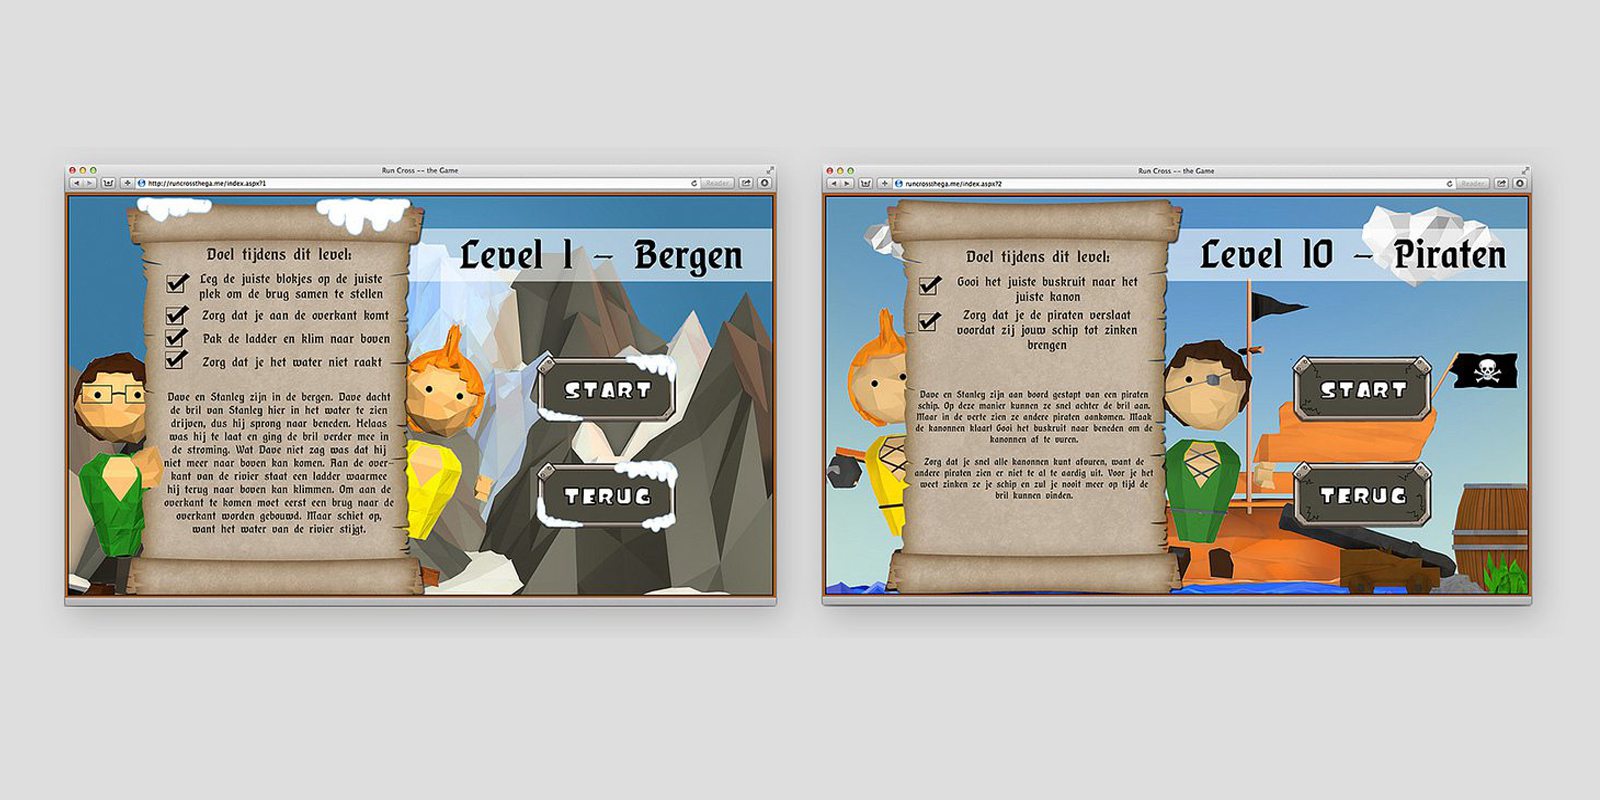 Run Cross -- the Game
http://runcrossthega.me/index.aspx?1
Reader
Doel tijdens dit level:
Leg de juiste blokjes op de juiste
plek om de brug samen te stellen
Zorg dat je aan de overkant komt
Pak de ladder en klim naar boven
Zorg dat je het water niet raakt
Dave en Stanley zijn in de bergen. Dave dacht
de bril van Stanley hier in het water te zien
drijven, dus hij sprong naar beneden. Helaas
was hij te laat en ging de bril verder mee in
de stroming. Wat Dave niet zag was dat hij
niet meer naar boven kan komen. Aan de over-
kant van de rivier staat een ladder waarmee
hij terug naar boven kan klimmen. Om aan de
overkant te komen moet eerst een brug naar de
overkant worden gebouwd. Maar schiet op,
want het water van de rivier stijgt.
Level 1 – Bergen
START
TERUG
Run Cross -- the Game
runcrossthega.me/index.aspx?2
Reader
Doel tijdens dit level:
Gooi het juiste buskruit naar het
juiste kanon
Zorg dat je de piraten verslaat
voordat zij jouw schip tot zinken
brengen
Dave en Stanley zijn aan boord gestapt van een piraten
schip. Op deze manier kunnen ze snel achter de bril aan.
Maar in de verte zien ze andere piraten aankomen. Maak
de kanonnen klaar! Gooi het buskruit naar beneden om de
kanonnen af te vuren.
Zorg dat je snel alle kanonnen kunt afvuren, want de
andere piraten zien er niet te al te aardig uit. Voor je het
weet zinken ze je schip en zul je nooit meer op tijd de
bril kunnen vinden.
Level 10 – Piraten
START
TERUG